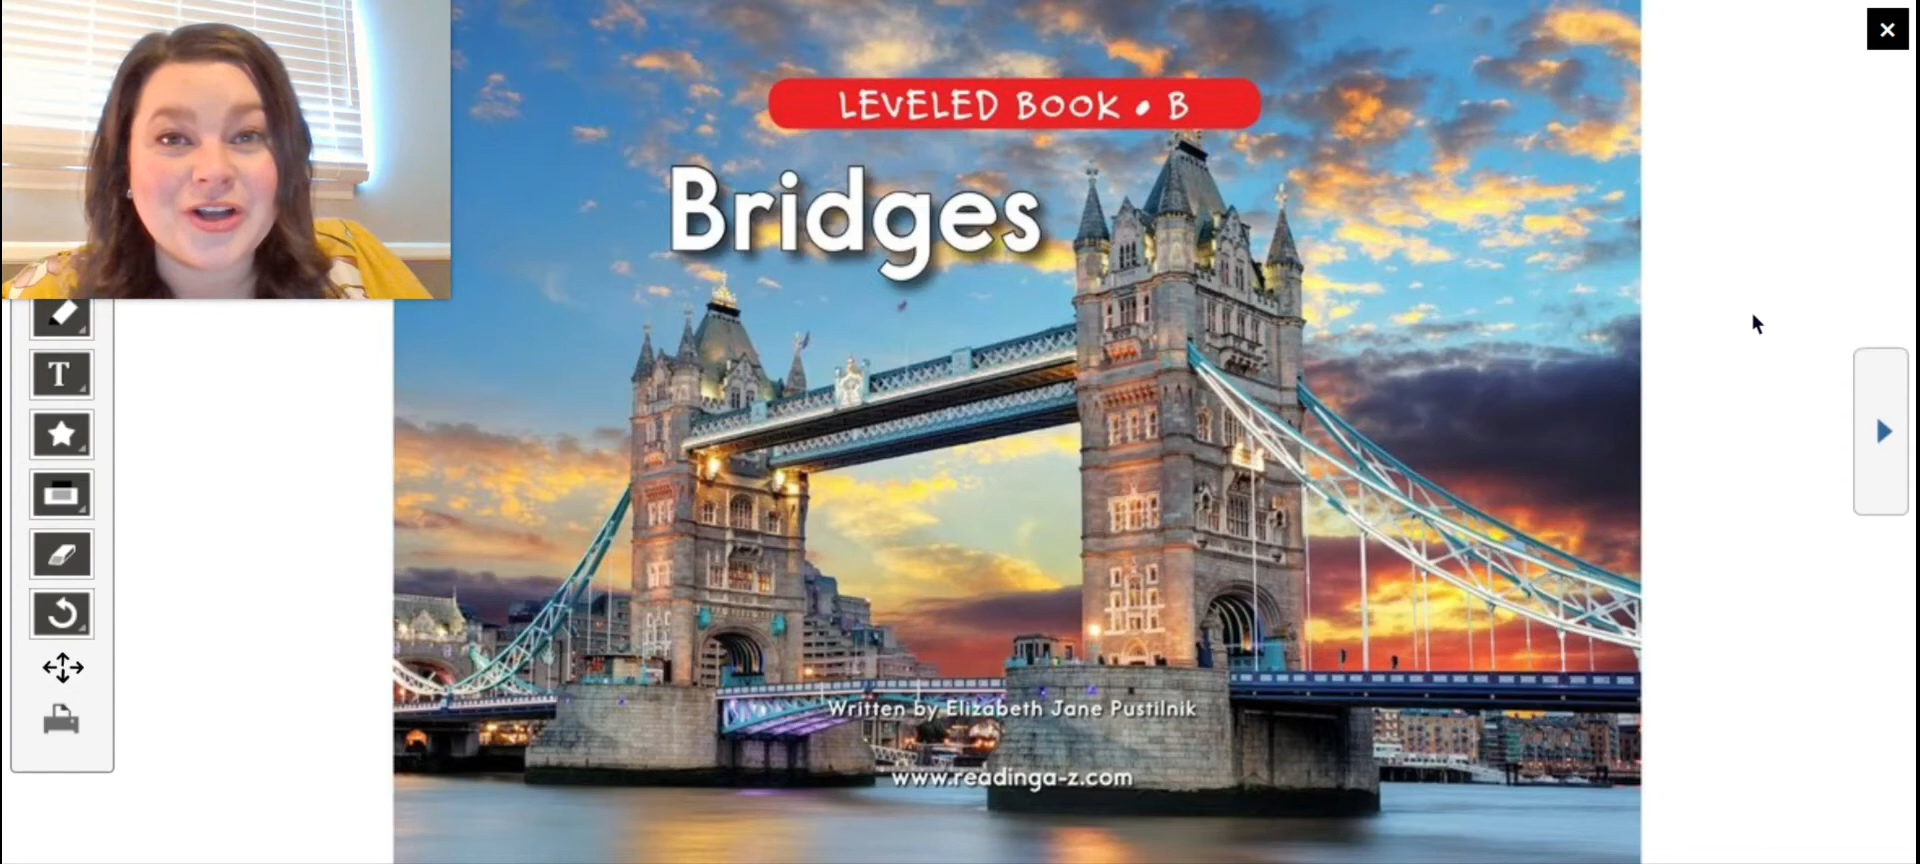 LEVELED BOOK • B
Bridges
T
Written by Elizabeth Jane Pustilnik
www.readinga-z.com